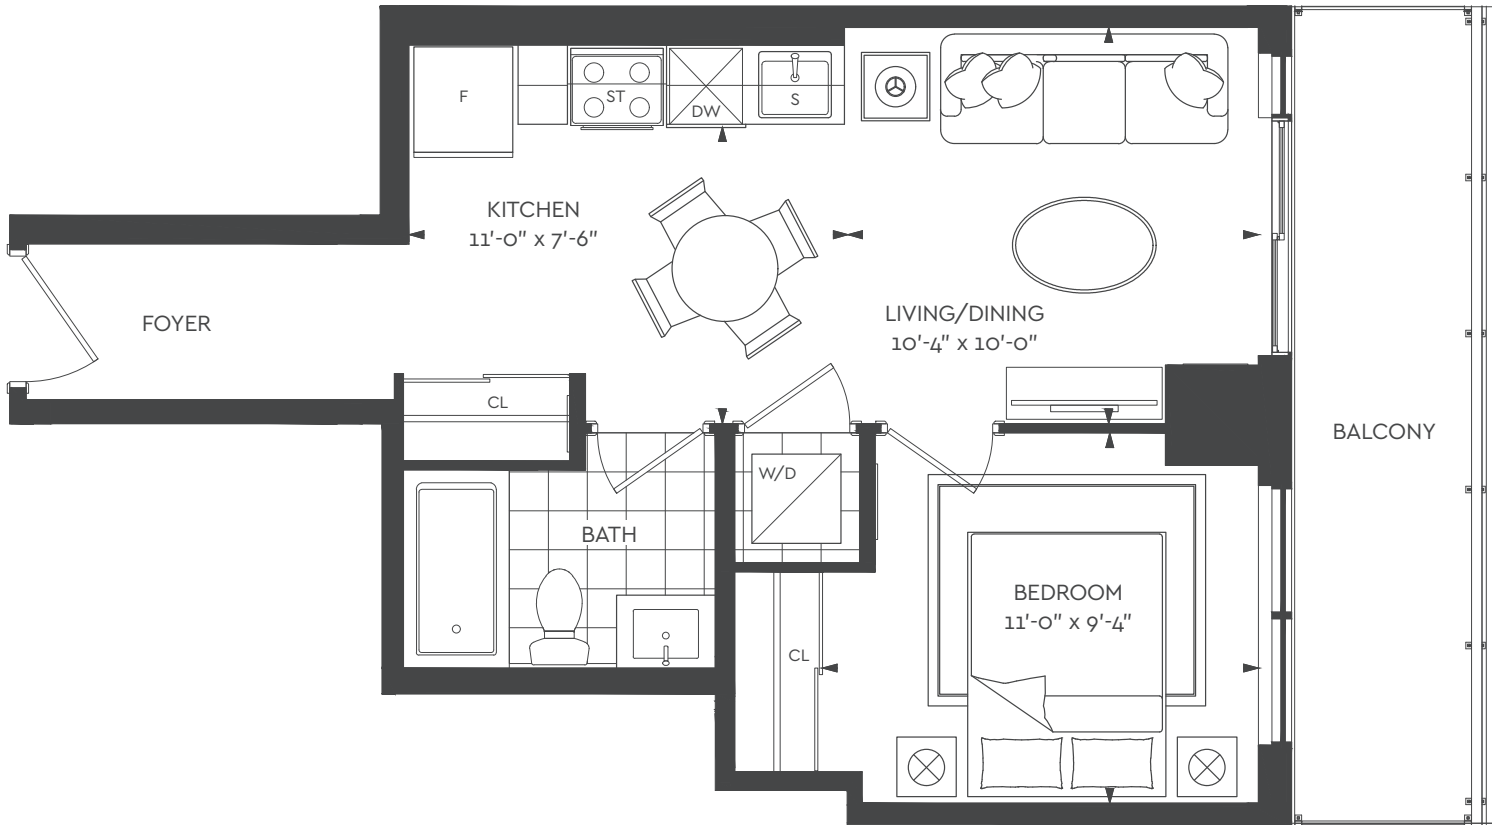 F
ST
DW
S
KITCHEN
11'-0" x 7'-6"
FOYER
LIVING/DINING
10'-4" x 10'-0"
CL
BALCONY
W/D
BATH
BEDROOM
11'-0" x 9'-4"
CL